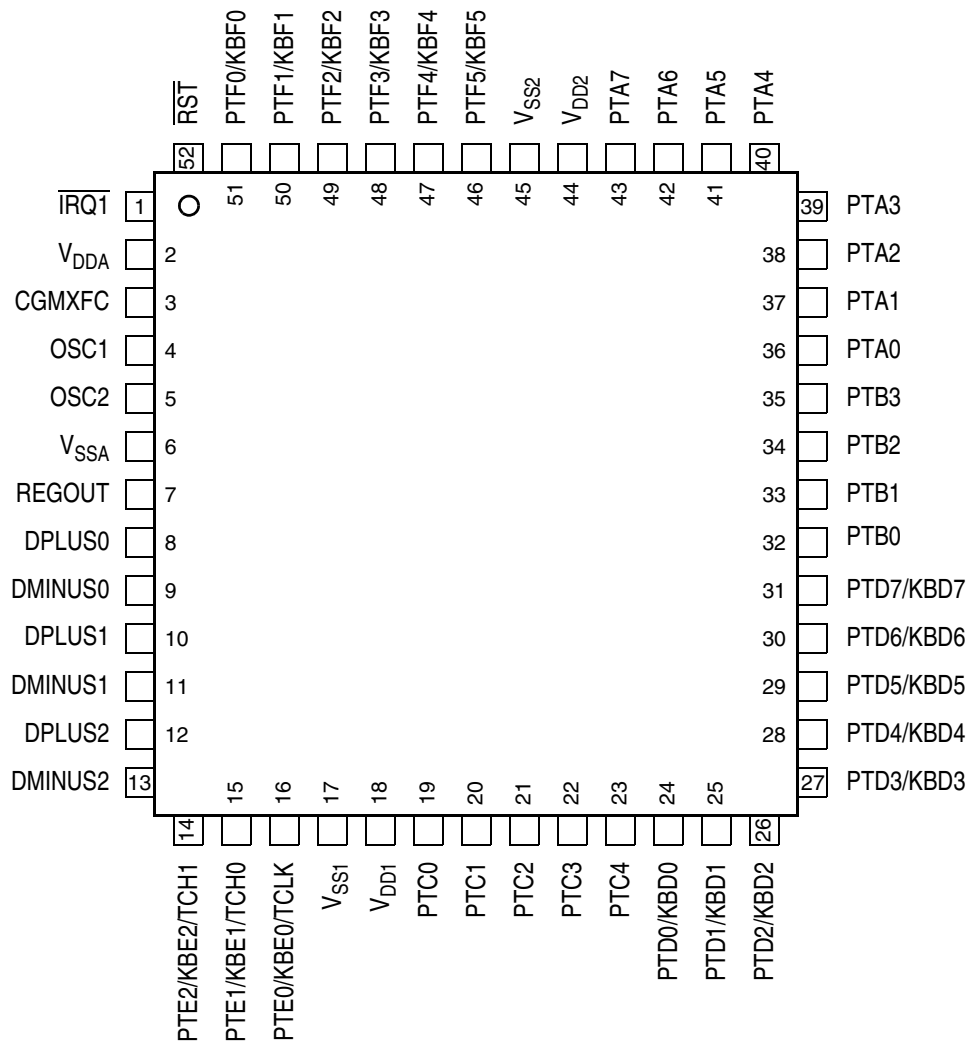 RST
PTF0/KBF0
PTF1/KBF1
PTF2/KBF2
PTF3/KBF3
PTF4/KBF4
PTF5/KBF5
VSS2
VDD2
PTA7
PTA6
PTA5
PTA4
52
51
50
49
48
47
46
45
44
43
42
41
40
IRQ1 1
VDDA 2
CGMXFC 3
OSC1 4
OSC2 5
VSSA 6
REGOUT 7
DPLUS0 8
DMINUS0 9
DPLUS1 10
DMINUS1 11
DPLUS2 12
DMINUS2 13
39 PTA3
38 PTA2
37 PTA1
36 PTA0
35 PTB3
34 PTB2
33 PTB1
32 PTB0
31 PTD7/KBD7
30 PTD6/KBD6
29 PTD5/KBD5
28 PTD4/KBD4
27 PTD3/KBD3
14
15
16
17
18
19
20
21
22
23
24
25
26
PTE2/KBE2/TCH1
PTE1/KBE1/TCH0
PTE0/KBE0/TCLK
VSS1
VDD1
PTC0
PTC1
PTC2
PTC3
PTC4
PTD0/KBD0
PTD1/KBD1
PTD2/KBD2